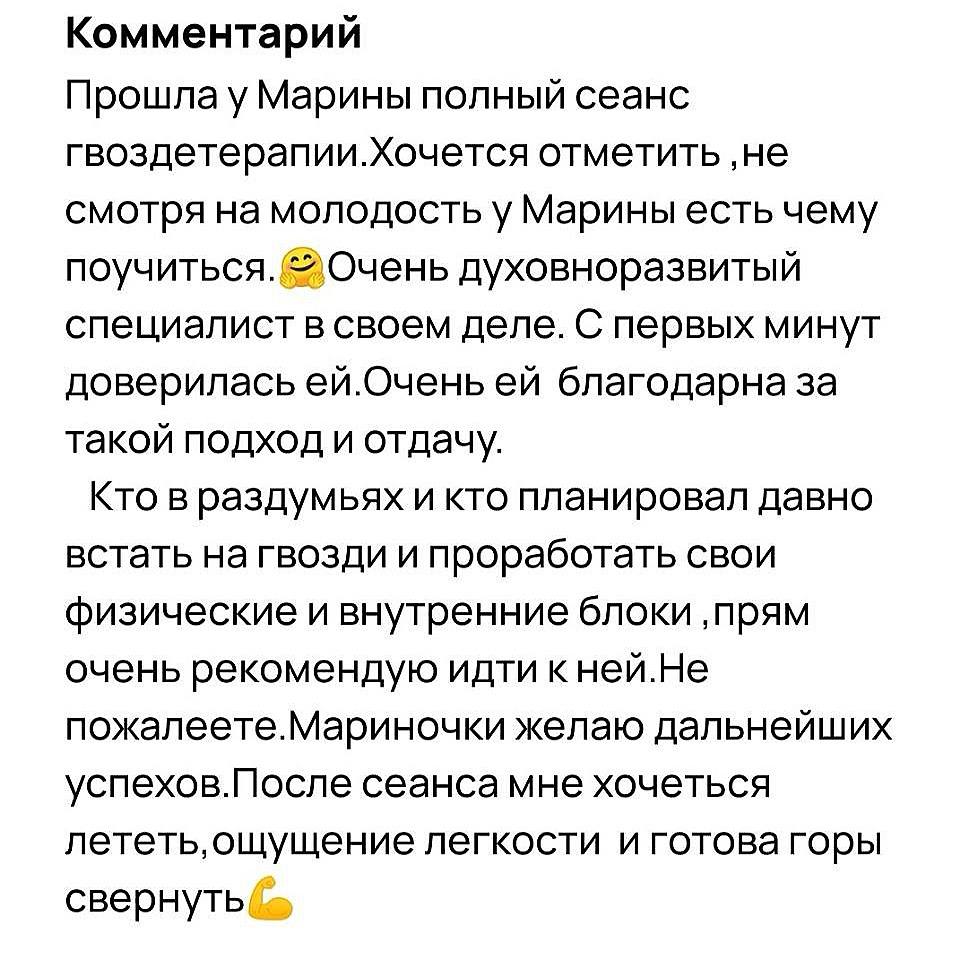 Комментарий
Прошла у Марины полный сеанс
гвоздетерапии.Хочется отметить ,не
смотря на молодость у Марины есть чему
поучиться.🤗Очень духовноразвитый
специалист в своем деле. С первых минут
доверилась ей.Очень ей  благодарна за
такой подход и отдачу.
  Кто в раздумьях и кто планировал давно
встать на гвозди и проработать свои
физические и внутренние блоки ,прям
очень рекомендую идти к ней.Не
пожалеете.Мариночки желаю дальнейших
успехов.После сеанса мне хочеться
лететь,ощущение легкости  и готова горы
свернуть💪